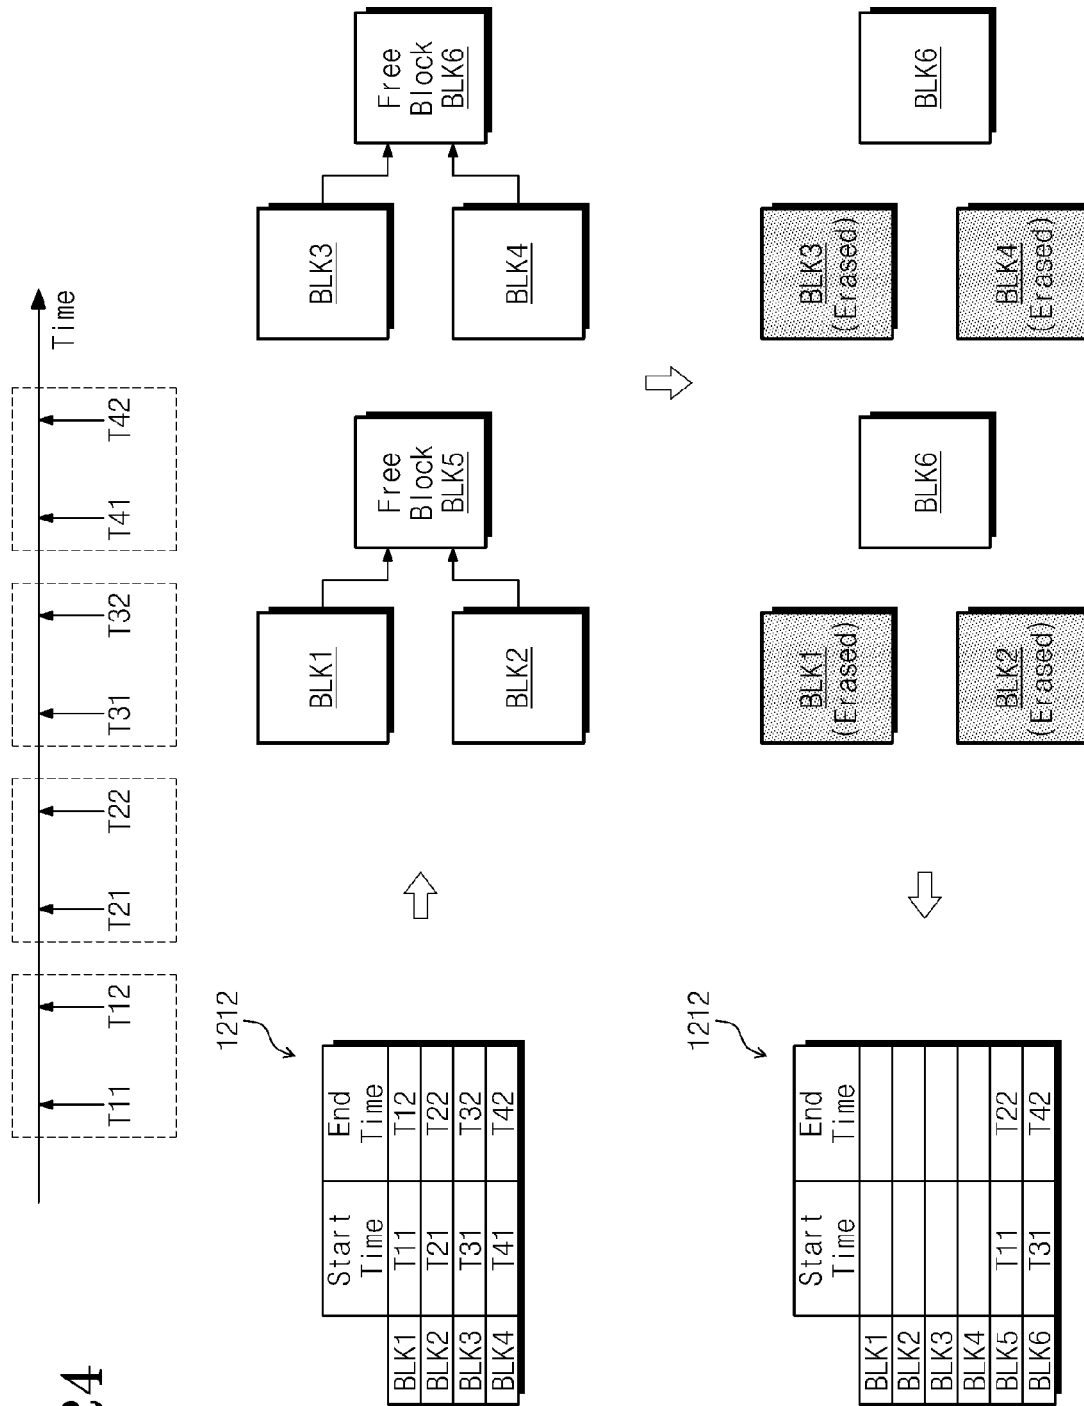 T11 T12 T21 T22 T31 T32 T41 T42
Time
1212
Start Time End Time
BLK1 T11 T12
BLK2 T21 T22
BLK3 T31 T32
BLK4 T41 T42
BLK1
BLK2
Free
Block
BLK5
BLK3
BLK4
Free
Block
BLK6
1212
Start Time End Time
BLK1
BLK2
BLK3
BLK4
BLK5 T11 T22
BLK6 T31 T42
BLK1
(Erased)
BLK2
(Erased)
BLK6
BLK3
(Erased)
BLK4
(Erased)
BLK6